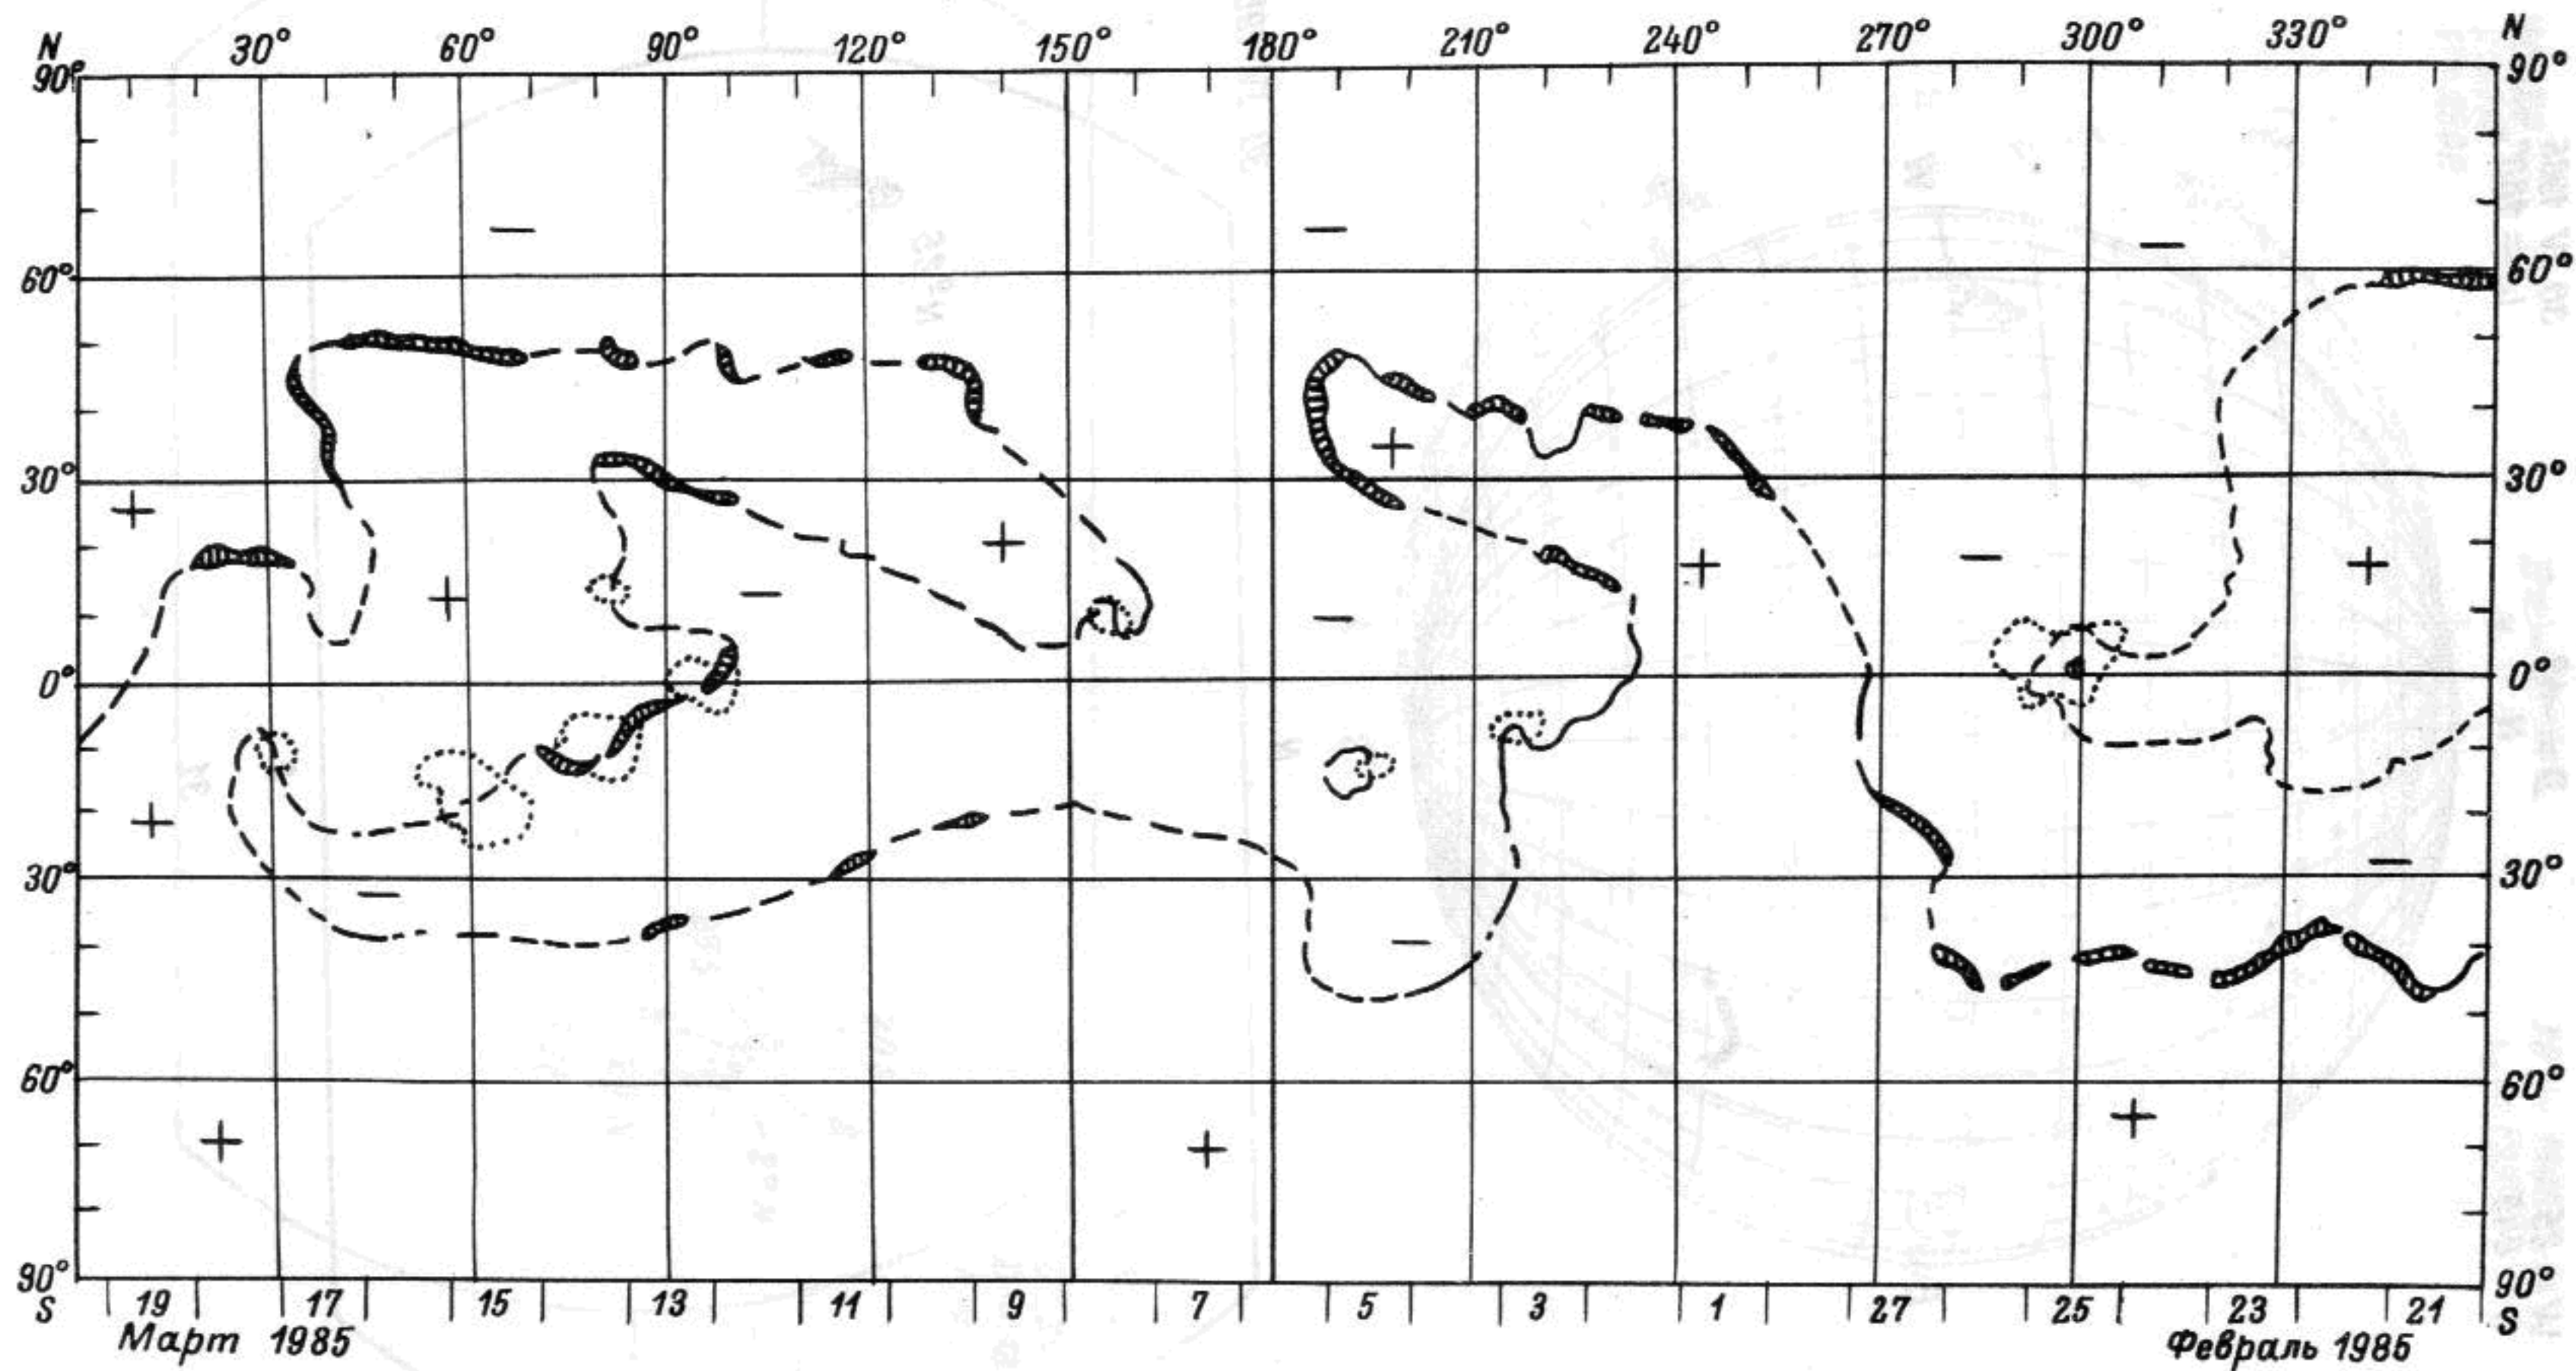 N 30° 60° 90° 120° 150° 180° 210° 240° 270° 300° 330° N
90° 90°
— — —
60° 60°
+
30° 30°
+ + + — + — +
+ — —
0° 0°
+
30° — — 30°
—
60° 60°
+ + +
90° 90°
S 19 17 15 13 11 9 7 5 3 1 27 25 23 21 S
Март 1985 Февраль 1985